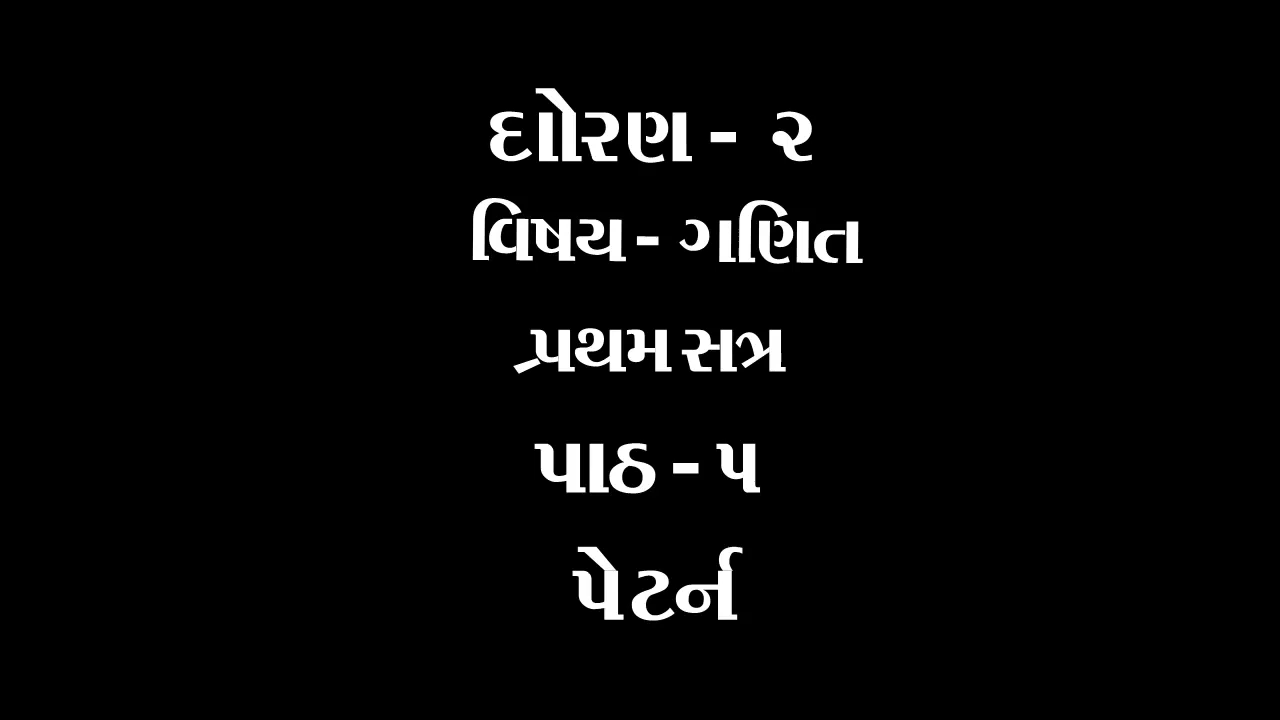 ધોરણ - ૨
વિષય - ગણિત
પ્રથમ સત્ર
પાઠ - ૫
પેટર્ન